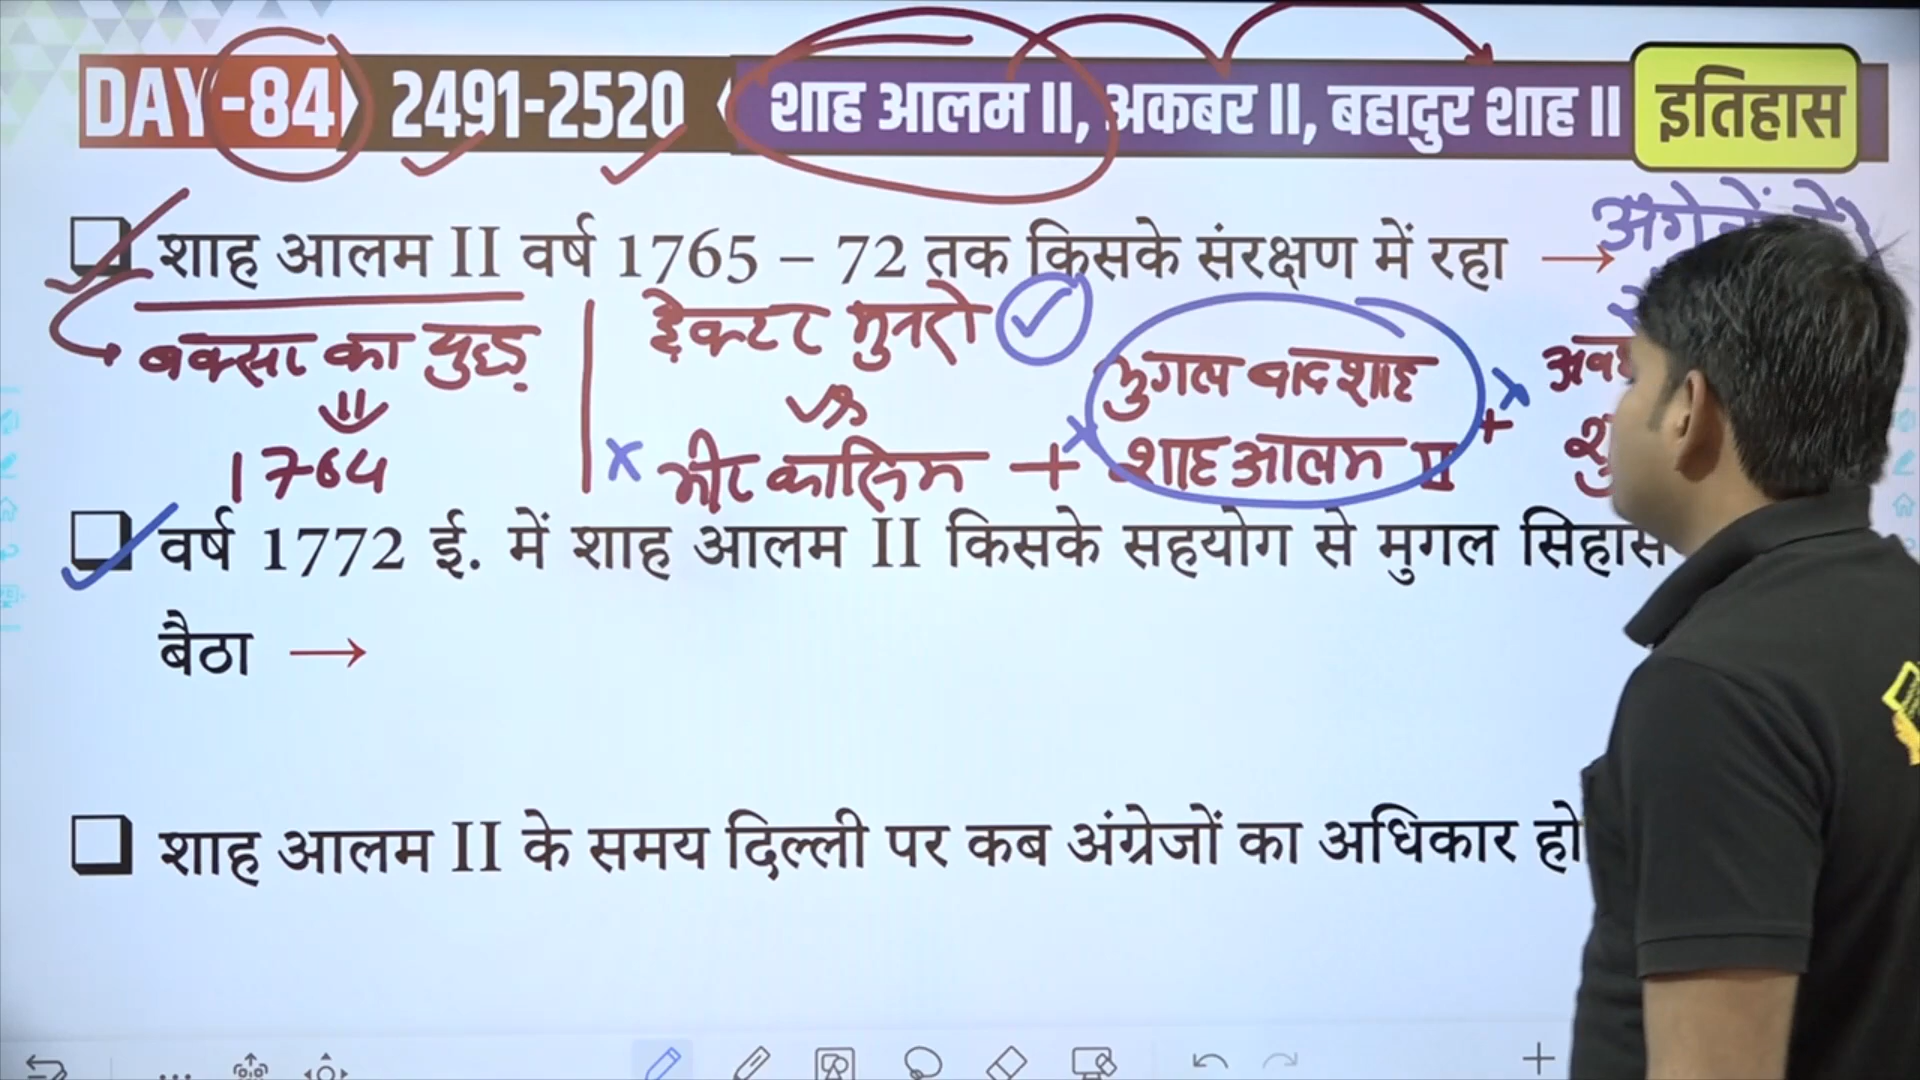 DAY-84 2491-2520 शाह आलम II, अकबर II, बहादुर शाह II इतिहास
शाह आलम II वर्ष 1765 – 72 तक किसके संरक्षण में रहा →
बक्सर का युद्ध
हेक्टर मुनरो
मुगल बादशाह
1764
मीर कासिम + शाह आलम II +
वर्ष 1772 ई. में शाह आलम II किसके सहयोग से मुगल
बैठा →
शाह आलम II के समय दिल्ली पर कब अंग्रेजों का अधिकार हो